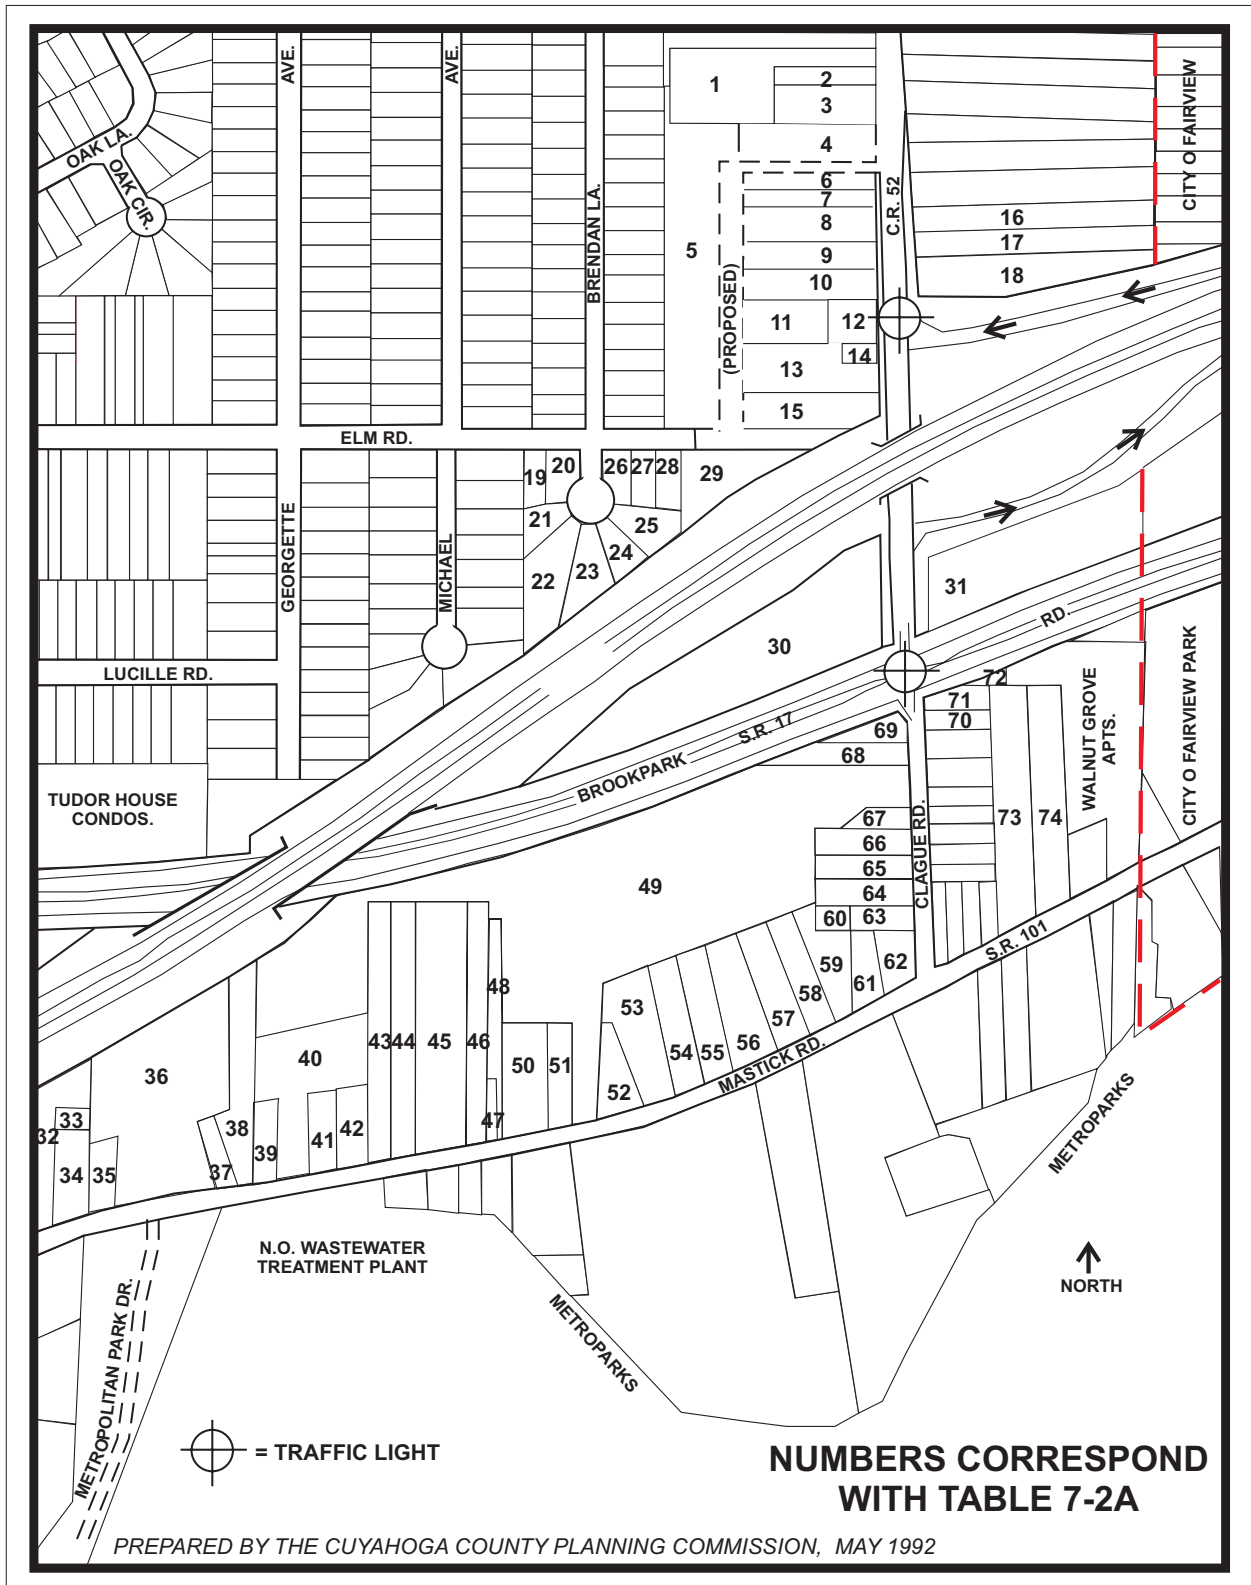 AVE.
AVE.
OAK LA.
OAK CIR.
BRENDAN LA.
C.R. 52
CITY O FAIRVIEW
1
2
3
4
5
6
7
8
9
10
11
12
13
14
15
16
17
18
(PROPOSED)
ELM RD.
GEORGETTE
MICHAEL
LUCILLE RD.
19
20
21
22
23
24
25
26
27
28
29
30
31
TUDOR HOUSE
CONDOS.
BROOKPARK
S.R. 17
RD.
WALNUT GROVE
APTS.
CITY O FAIRVIEW PARK
CLAGUE RD.
S.R. 101
MASTICK RD.
32
33
34
35
36
37
38
39
40
41
42
43
44
45
46
47
48
49
50
51
52
53
54
55
56
57
58
59
60
61
62
63
64
65
66
67
68
69
70
71
72
73
74
METROPARKS
N.O. WASTEWATER
TREATMENT PLANT
METROPARKS
METROPOLITAN PARK DR.
NORTH
= TRAFFIC LIGHT
NUMBERS CORRESPOND
WITH TABLE 7-2A
PREPARED BY THE CUYAHOGA COUNTY PLANNING COMMISSION, MAY 1992